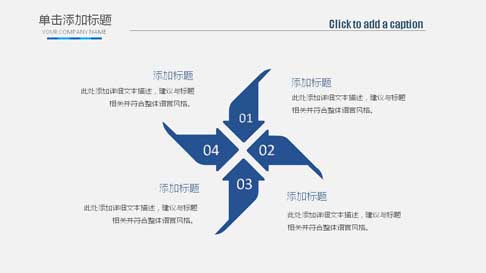 单击添加标题
YOUR COMPANY NAME
Click to add a caption
添加标题
此处添加详细文本描述，建议与标题
相关并符合整体语言风格。
添加标题
此处添加详细文本描述，建议与标题
相关并符合整体语言风格。
01
04
02
03
添加标题
此处添加详细文本描述，建议与标题
相关并符合整体语言风格。
添加标题
此处添加详细文本描述，建议与标题
相关并符合整体语言风格。